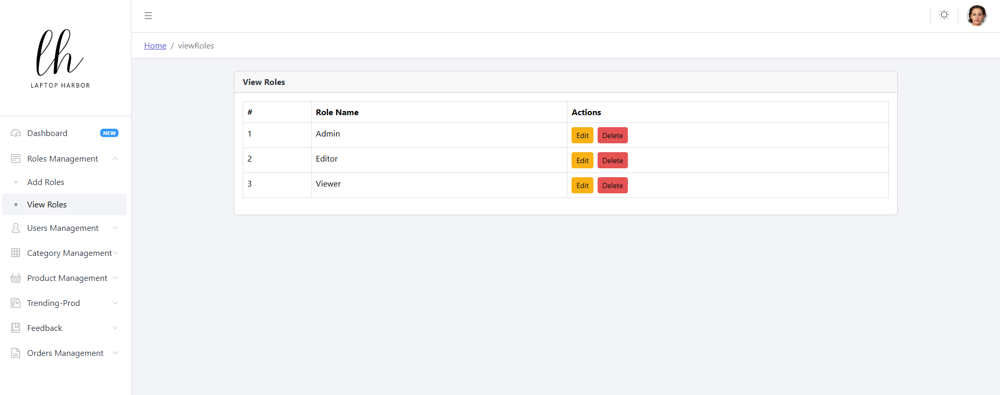 lh
LAPTOP HARBOR
Home / viewRoles
Dashboard NEW
Roles Management
Add Roles
View Roles
Users Management
Category Management
Product Management
Trending-Prod
Feedback
Orders Management
View Roles
# Role Name Actions
1 Admin Edit Delete
2 Editor Edit Delete
3 Viewer Edit Delete